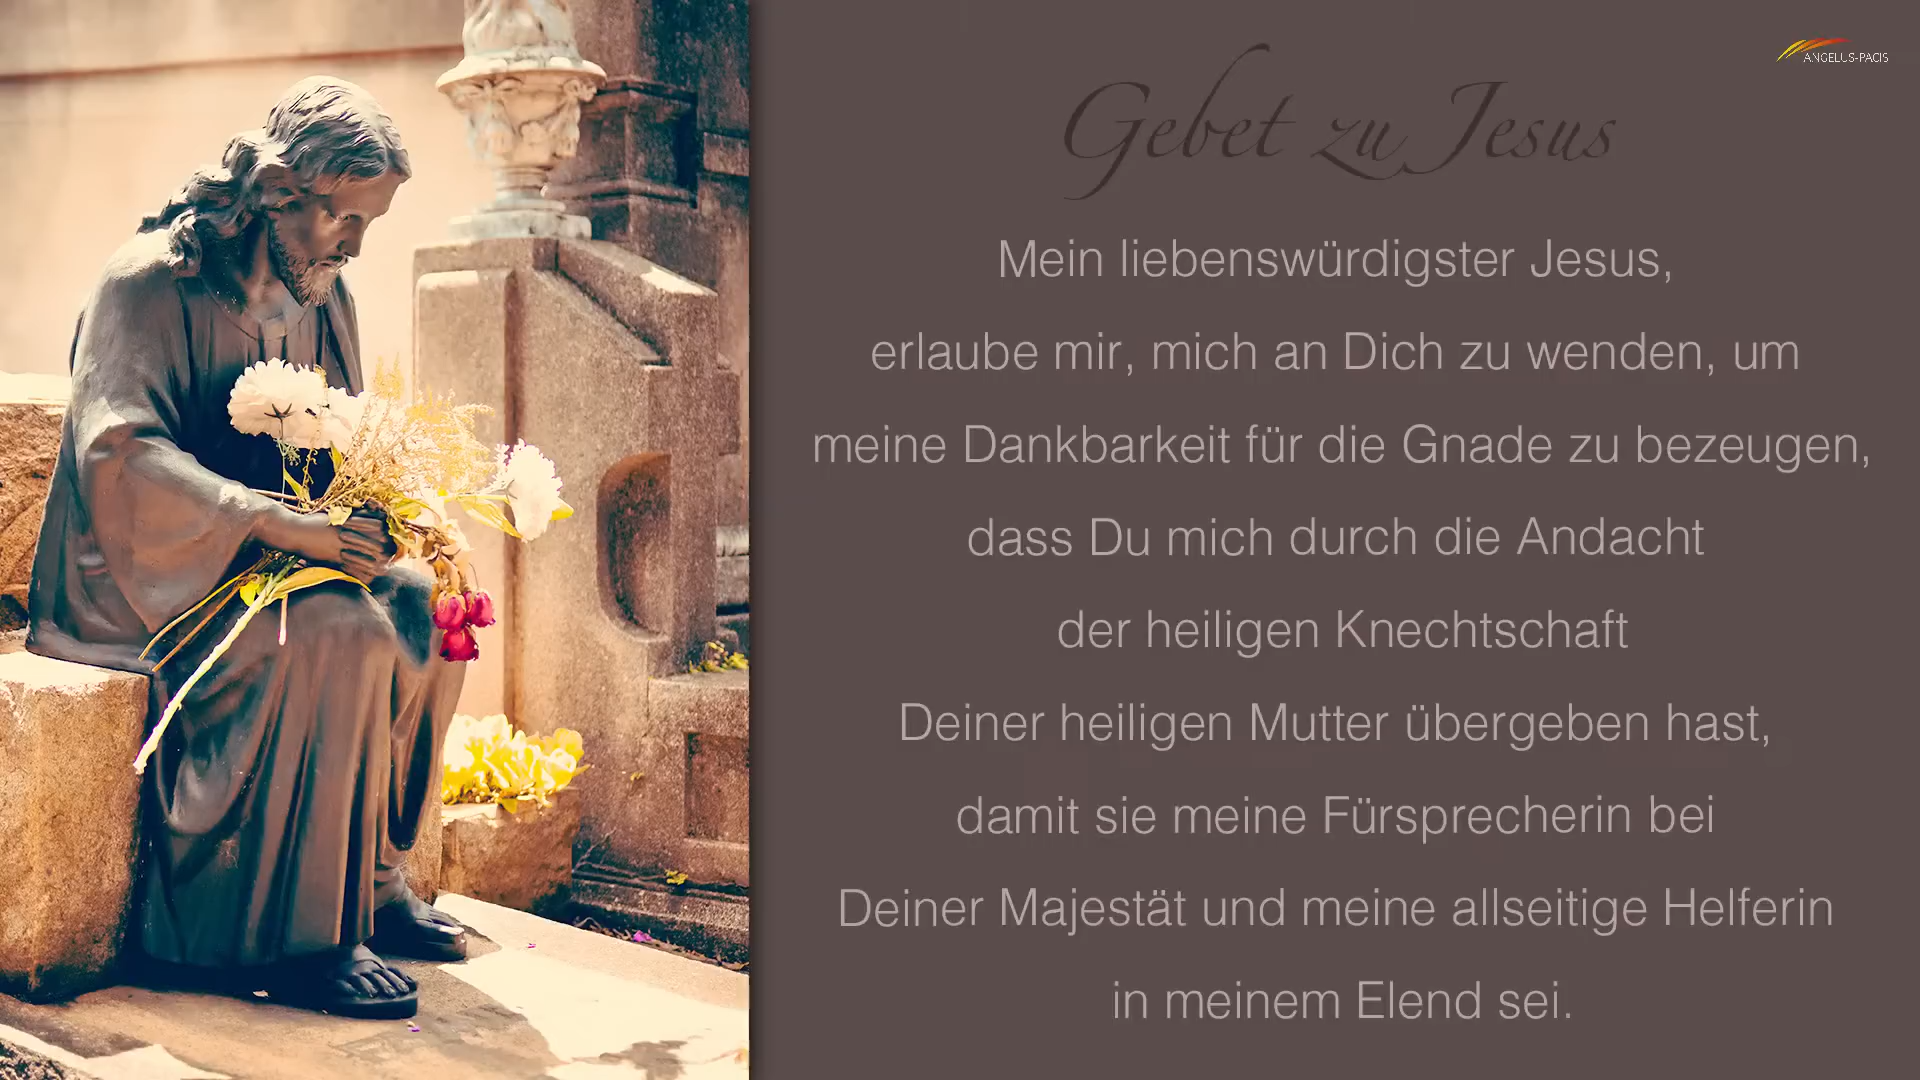 ANGELUS-PACIS
Gebet zu Jesus
Mein liebenswürdigster Jesus,
erlaube mir, mich an Dich zu wenden, um
meine Dankbarkeit für die Gnade zu bezeugen,
dass Du mich durch die Andacht
der heiligen Knechtschaft
Deiner heiligen Mutter übergeben hast,
damit sie meine Fürsprecherin bei
Deiner Majestät und meine allseitige Helferin
in meinem Elend sei.